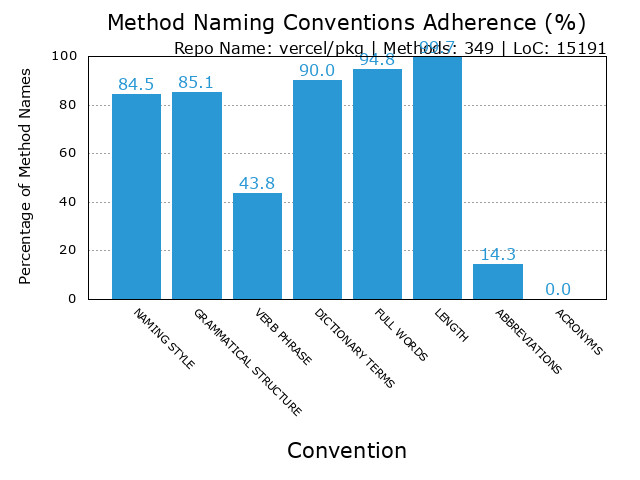 Method Naming Conventions Adherence (%)
Repo Name: vercel/pkg | Methods: 349 | LoC: 15191
Percentage of Method Names
100
80
60
40
20
0
84.5
85.1
43.8
90.0
94.8
99.7
14.3
0.0
NAMING STYLE
GRAMMATICAL STRUCTURE
VERB PHRASE
DICTIONARY TERMS
FULL WORDS
LENGTH
ABBREVIATIONS
ACRONYMS
Convention